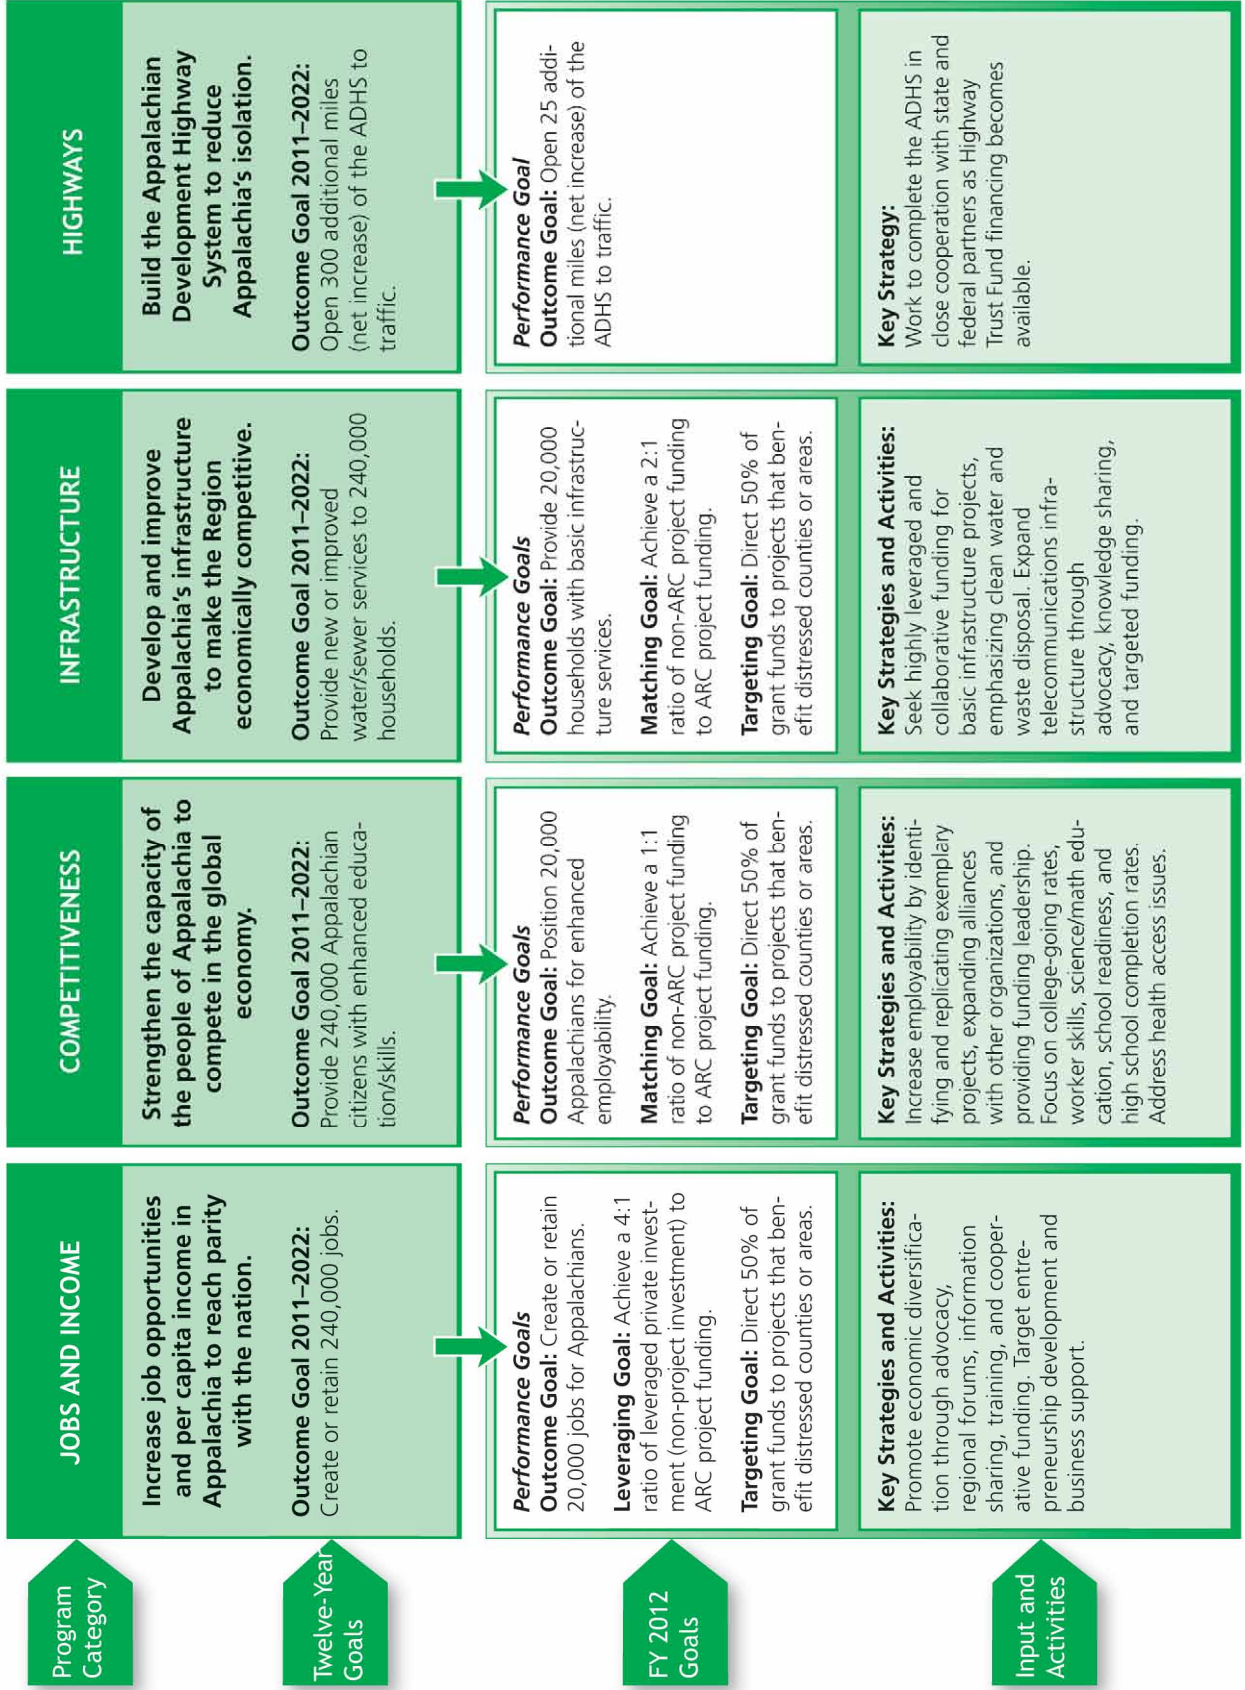 Program
Category
JOBS AND INCOME
COMPETITIVENESS
INFRASTRUCTURE
HIGHWAYS
Twelve-Year
Goals
Increase job opportunities
and per capita income in
Appalachia to reach parity
with the nation.
Outcome Goal 2011–2022:
Create or retain 240,000 jobs.
Strengthen the capacity of
the people of Appalachia to
compete in the global
economy.
Outcome Goal 2011–2022:
Provide 240,000 Appalachian
citizens with enhanced educa-
tion/skills.
Develop and improve
Appalachia's infrastructure
to make the Region
economically competitive.
Outcome Goal 2011–2022:
Provide new or improved
water/sewer services to 240,000
households.
Build the Appalachian
Development Highway
System to reduce
Appalachia's isolation.
Outcome Goal 2011–2022:
Open 300 additional miles
(net increase) of the ADHS to
traffic.
FY 2012
Goals
Performance Goals
Outcome Goal: Create or retain
20,000 jobs for Appalachians.
Leveraging Goal: Achieve a 4:1
ratio of leveraged private invest-
ment (non-project investment) to
ARC project funding.
Targeting Goal: Direct 50% of
grant funds to projects that ben-
efit distressed counties or areas.
Performance Goals
Outcome Goal: Position 20,000
Appalachians for enhanced
employability.
Matching Goal: Achieve a 1:1
ratio of non-ARC project funding
to ARC project funding.
Targeting Goal: Direct 50% of
grant funds to projects that ben-
efit distressed counties or areas.
Performance Goals
Outcome Goal: Provide 20,000
households with basic infrastruc-
ture services.
Matching Goal: Achieve a 2:1
ratio of non-ARC project funding
to ARC project funding.
Targeting Goal: Direct 50% of
grant funds to projects that ben-
efit distressed counties or areas.
Performance Goal
Outcome Goal: Open 25 addi-
tional miles (net increase) of the
ADHS to traffic.
Input and
Activities
Key Strategies and Activities:
Promote economic diversifica-
tion through advocacy,
regional forums, information
sharing, training, and cooper-
ative funding. Target entre-
preneurship development and
business support.
Key Strategies and Activities:
Increase employability by identi-
fying and replicating exemplary
projects, expanding alliances
with other organizations, and
providing funding leadership.
Focus on college-going rates,
worker skills, science/math edu-
cation, school readiness, and
high school completion rates.
Address health access issues.
Key Strategies and Activities:
Seek highly leveraged and
collaborative funding for
basic infrastructure projects,
emphasizing clean water and
waste disposal. Expand
telecommunications infra-
structure through
advocacy, knowledge sharing,
and targeted funding.
Key Strategy:
Work to complete the ADHS in
close cooperation with state and
federal partners as Highway
Trust Fund financing becomes
available.